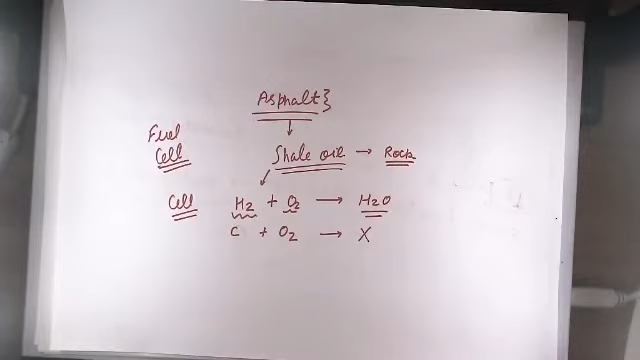 Asphalt}
↓
Fuel
Cell
Shale oil → Rock
Cell
H2 + O2 → H2O
C + O2 → X